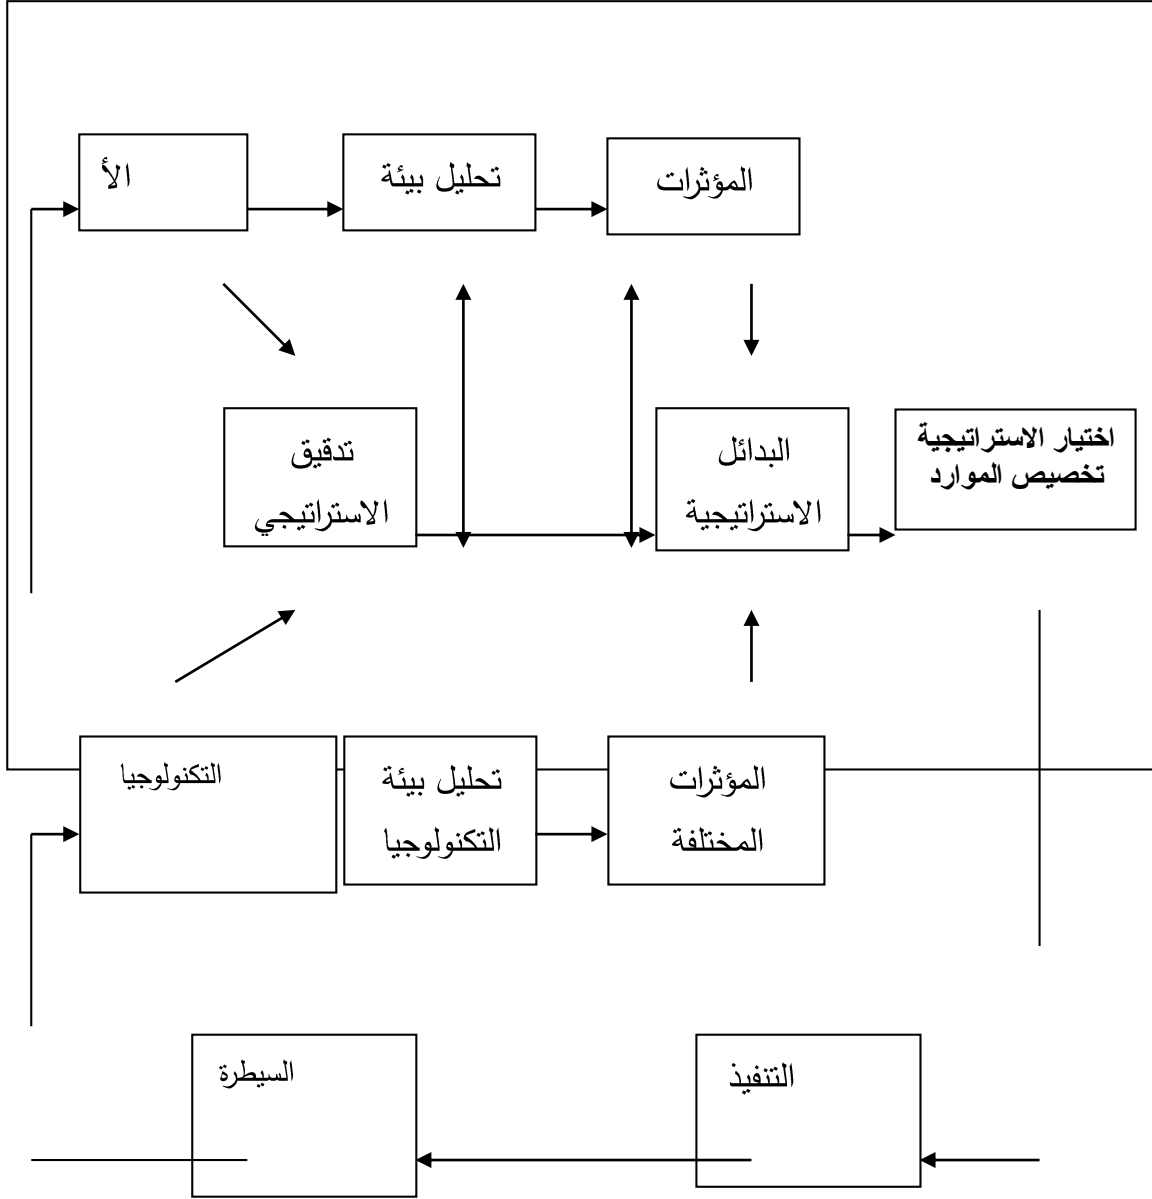 الأ
تحليل بيئة
المؤثرات
تدقيق
الاستراتيجي
البدائل
الاستراتيجية
اختيار الاستراتيجية
تخصيص الموارد
التكنولوجيا
تحليل بيئة
التكنولوجيا
المؤثرات
المختلفة
السيطرة
التنفيذ